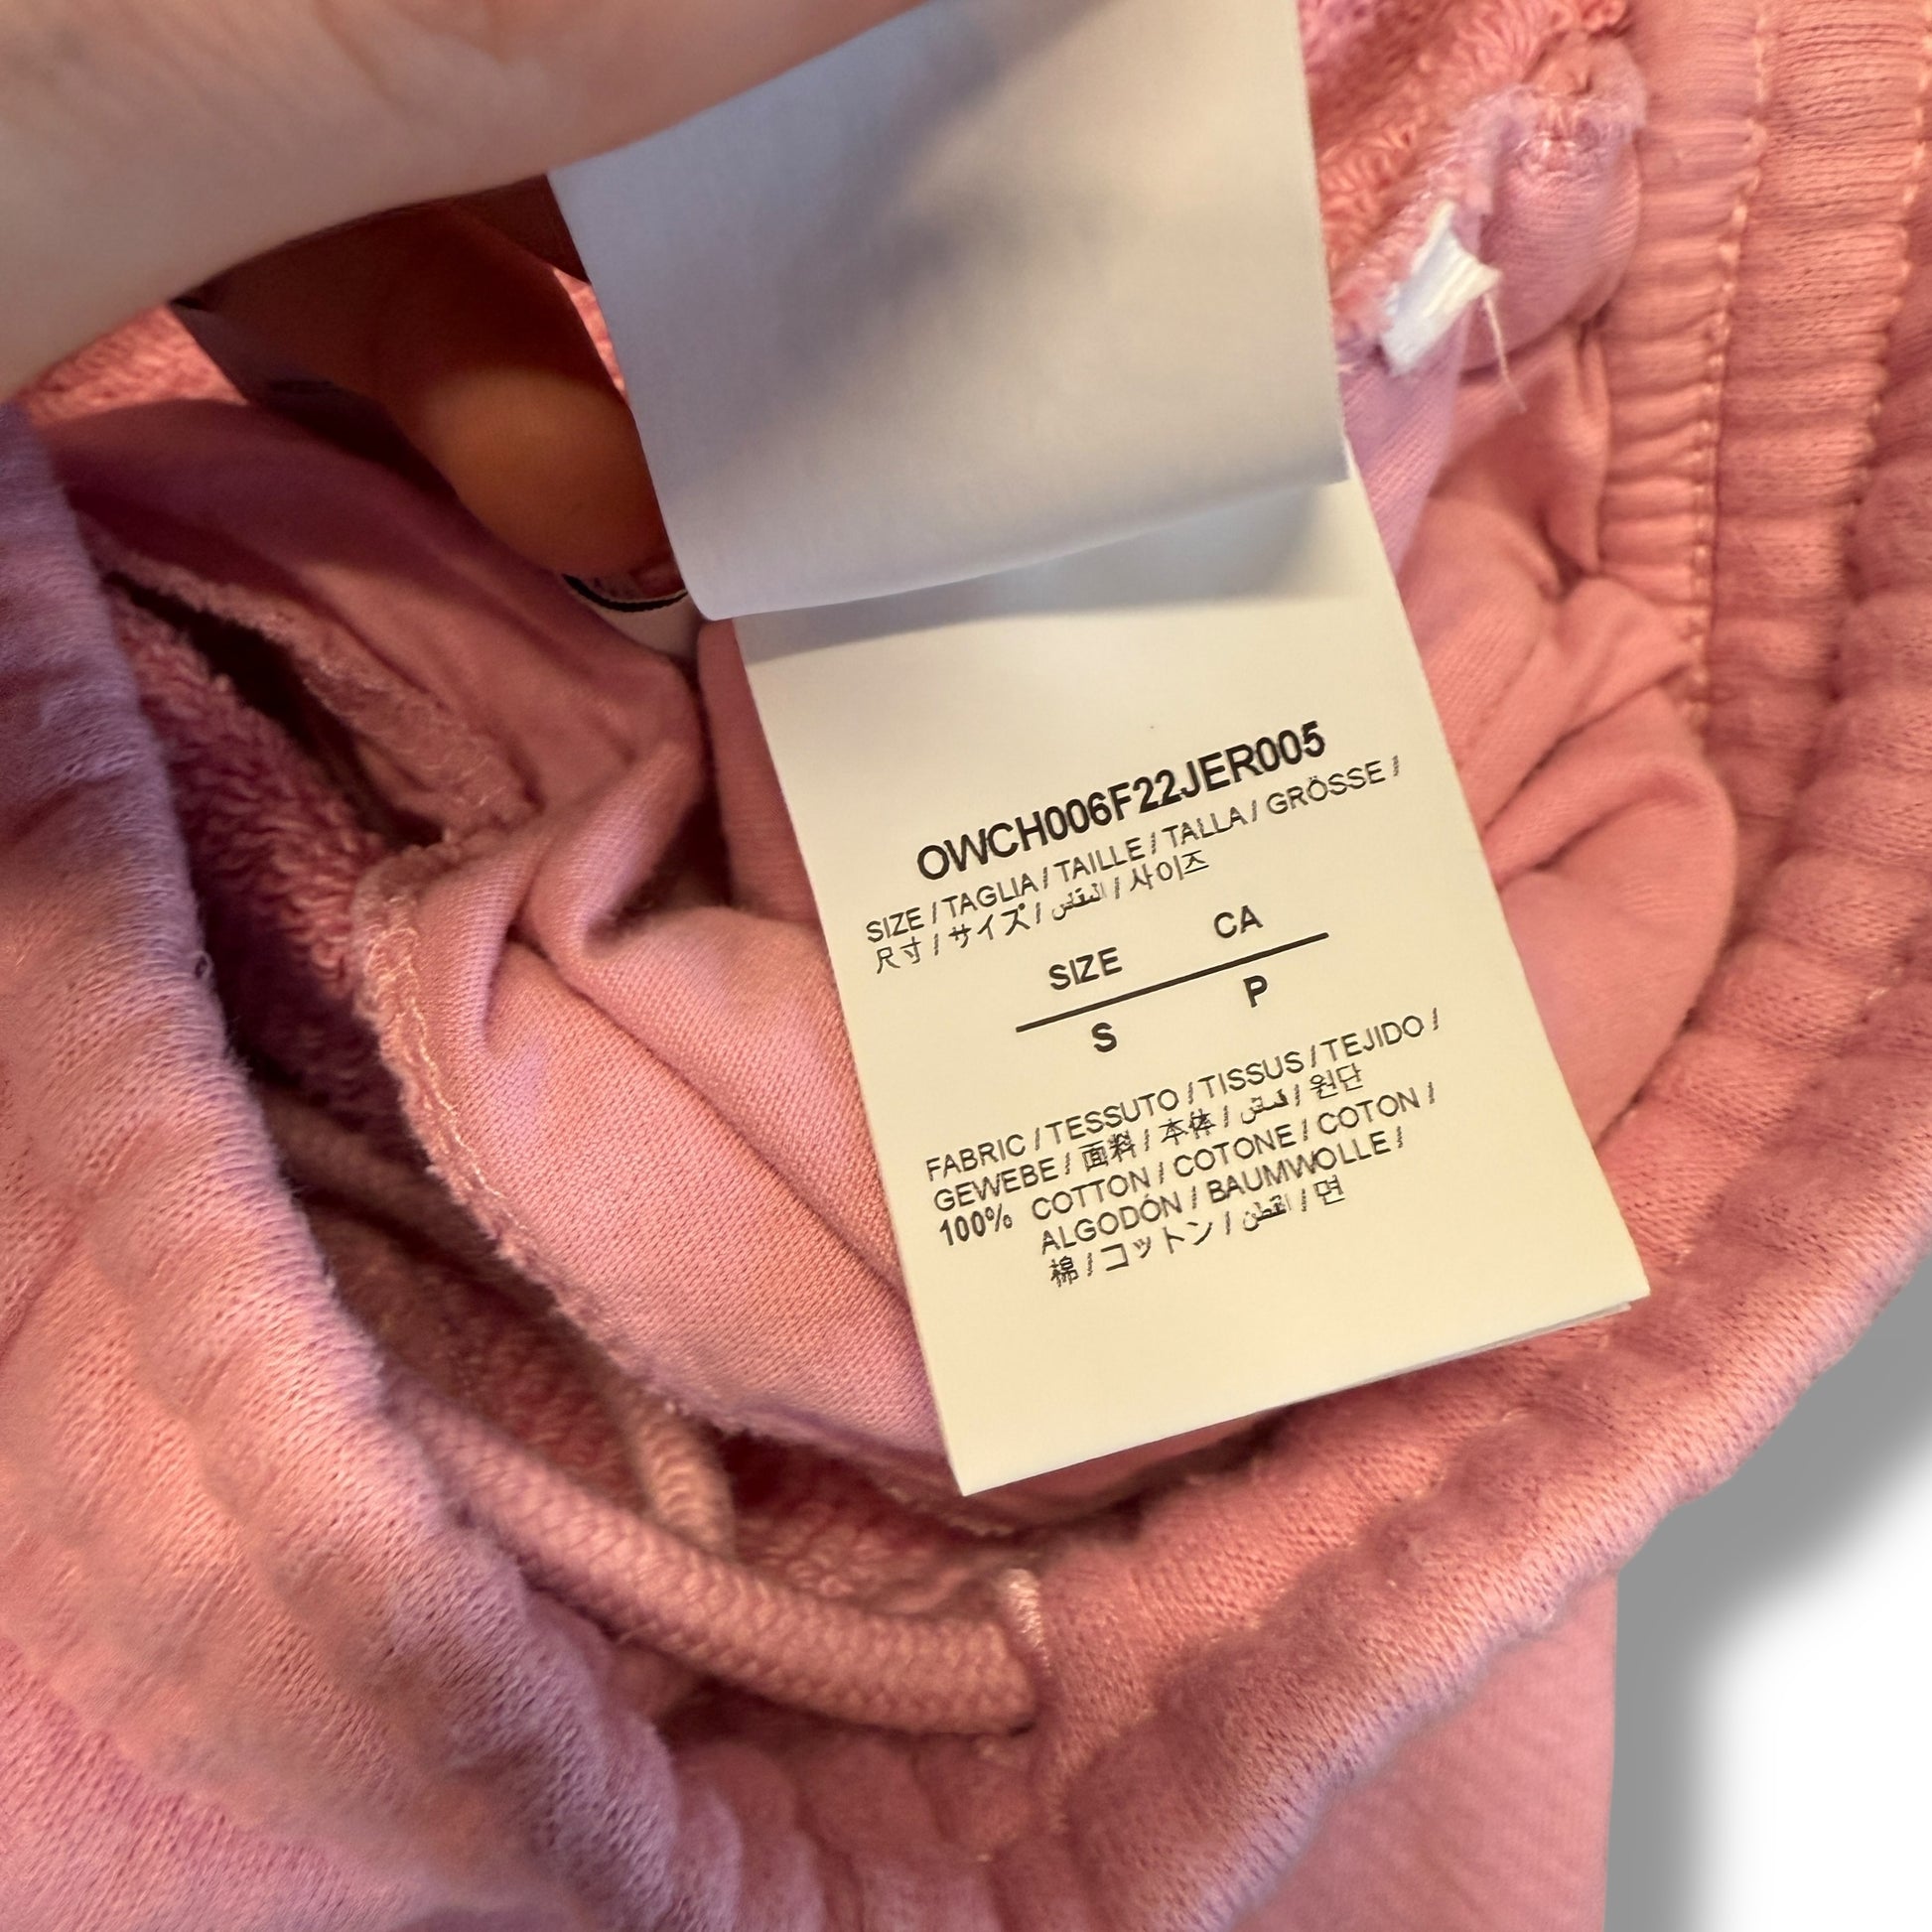 OWCH006F22JER005
SIZE / TAGLIA / TAILLE / TALLA / GRÖSSE /
尺寸 / サイズ / المقاس / 사이즈
SIZE CA
S P
FABRIC / TESSUTO / TISSUS / TEJIDO /
GEWEBE / 面料 / 本体 / قماش / 원단
100% COTTON / COTONE / COTON /
ALGODÓN / BAUMWOLLE /
棉 / コットン / القطن / 면